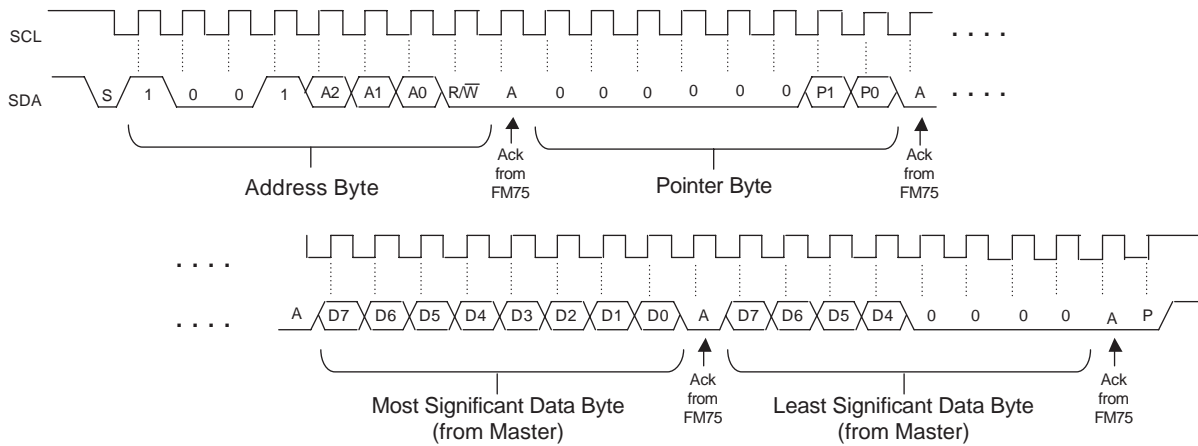 SCL
. . . .
SDA S 1 0 0 1 A2 A1 A0 R/W̅ A 0 0 0 0 0 0 P1 P0 A . . . .
Address Byte
Ack
from
FM75
Pointer Byte
Ack
from
FM75
. . . .
. . . . A D7 D6 D5 D4 D3 D2 D1 D0 A D7 D6 D5 D4 0 0 0 0 A P
Most Significant Data Byte
(from Master)
Ack
from
FM75
Least Significant Data Byte
(from Master)
Ack
from
FM75